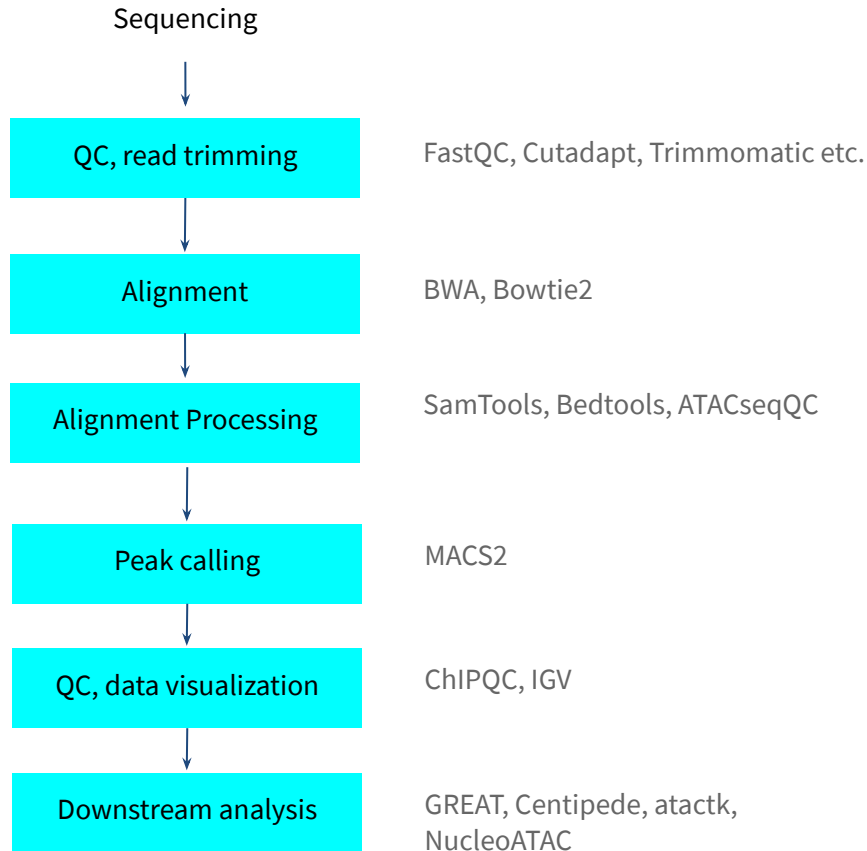 Sequencing
QC, read trimming
FastQC, Cutadapt, Trimmomatic etc.
Alignment
BWA, Bowtie2
Alignment Processing
SamTools, Bedtools, ATACseqQC
Peak calling
MACS2
QC, data visualization
ChIPQC, IGV
Downstream analysis
GREAT, Centipede, atactk,
NucleoATAC